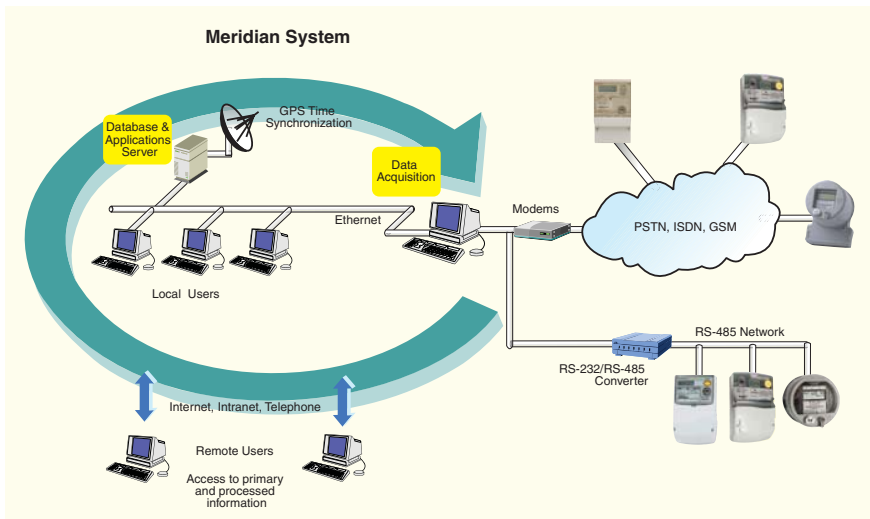 Meridian System
GPS Time
Synchronization
Database &
Applications
Server
Data
Acquisition
Ethernet
Modems
PSTN, ISDN, GSM
Local Users
RS-485 Network
RS-232/RS-485
Converter
Internet, Intranet, Telephone
Remote Users
Access to primary
and processed
information